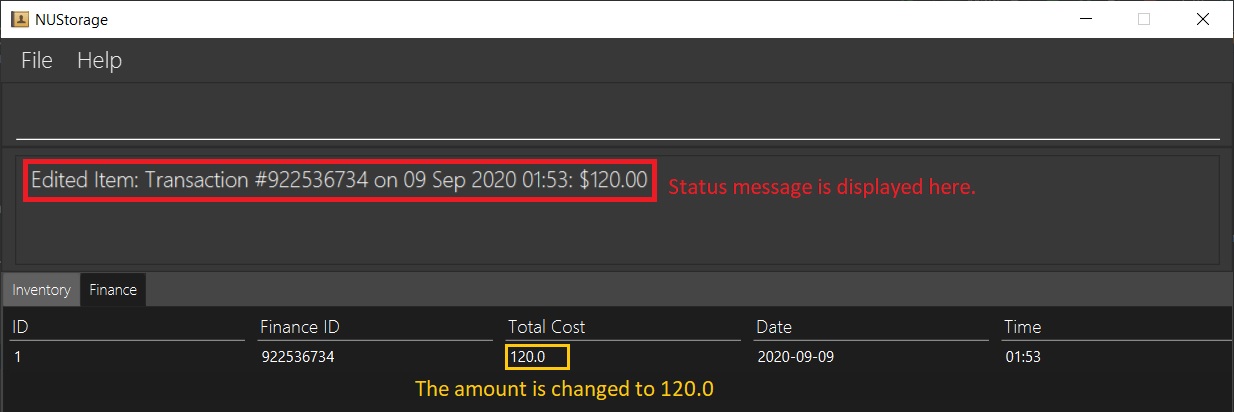 NUStorage
File Help
Edited Item: Transaction #922536734 on 09 Sep 2020 01:53: $120.00
Status message is displayed here.
Inventory Finance
ID Finance ID Total Cost Date Time
1 922536734 120.0 2020-09-09 01:53
The amount is changed to 120.0